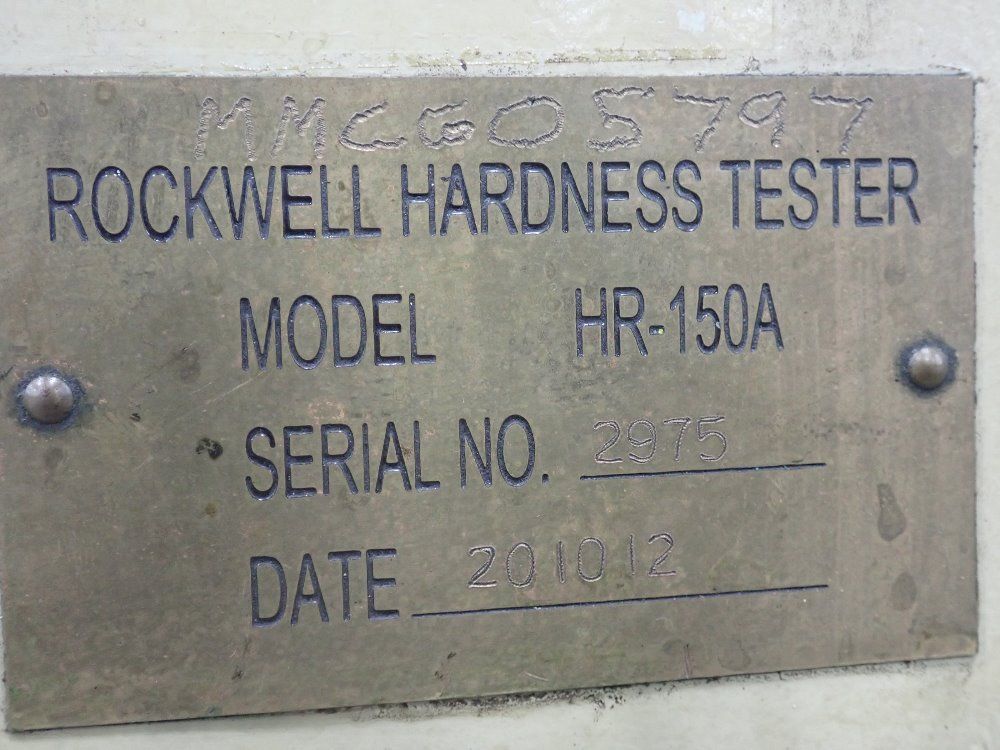 MMCG05797
ROCKWELL HARDNESS TESTER
MODEL HR-150A
SERIAL NO. 2975
DATE 201012